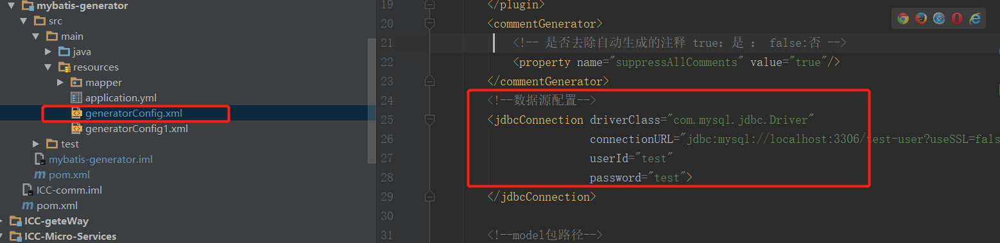 mybatis-generator
src
main
java
resources
mapper
application.yml
generatorConfig.xml
generatorConfig1.xml
test
mybatis-generator.iml
m pom.xml
ICC-comm.iml
m pom.xml
ICC-geteWay
ICC-Micro-Services
19 </plugin>
20 <commentGenerator>
21 <!-- 是否去除自动生成的注释 true：是 ： false:否 -->
22 <property name="suppressAllComments" value="true"/>
23 </commentGenerator>
24 <!--数据源配置-->
25 <jdbcConnection driverClass="com.mysql.jdbc.Driver"
26 connectionURL="jdbc:mysql://localhost:3306/test-user?useSSL=fals
27 userId="test"
28 password="test">
29 </jdbcConnection>
30
31 <!--model包路径-->